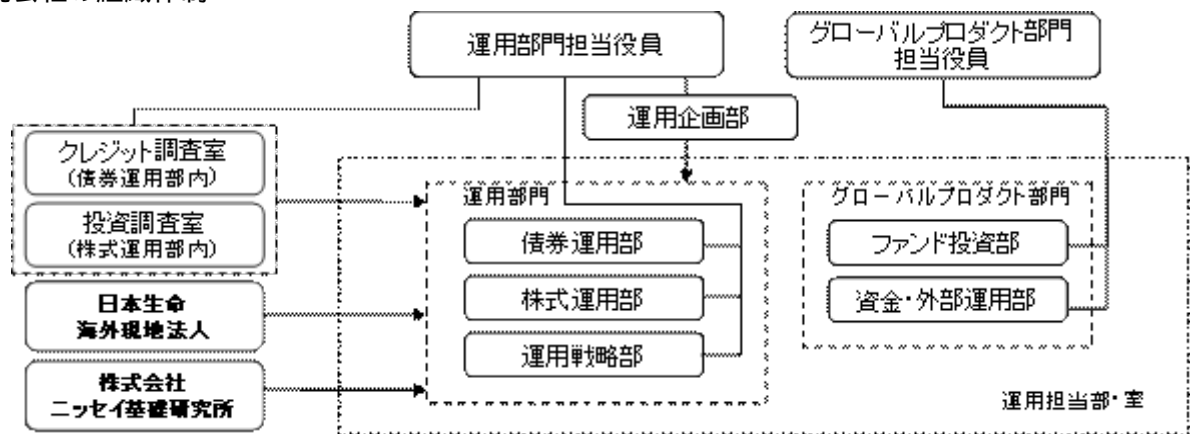 運用部門担当役員
グローバルプロダクト部門
担当役員
運用企画部
クレジット調査室
(債券運用部内)
投資調査室
(株式運用部内)
日本生命
海外現地法人
株式会社
ニッセイ基礎研究所
運用部門
債券運用部
株式運用部
運用戦略部
グローバルプロダクト部門
ファンド投資部
資金・外部運用部
運用担当部・室